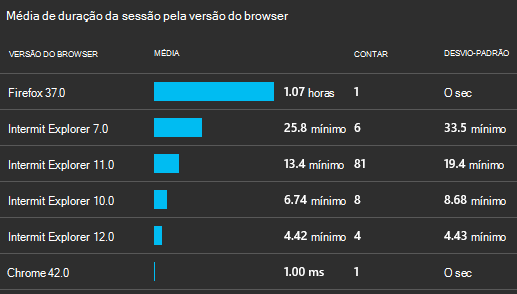 Média de duração da sessão pela versão do browser
VERSÃO DO BROWSER MÉDIA CONTAR DESVIO-PADRÃO
Firefox 37.0 1.07 horas 1 O sec
Intermit Explorer 7.0 25.8 mínimo 6 33.5 mínimo
Intermit Explorer 11.0 13.4 mínimo 81 19.4 mínimo
Intermit Explorer 10.0 6.74 mínimo 8 8.68 mínimo
Intermit Explorer 12.0 4.42 mínimo 4 4.43 mínimo
Chrome 42.0 1.00 ms 1 O sec